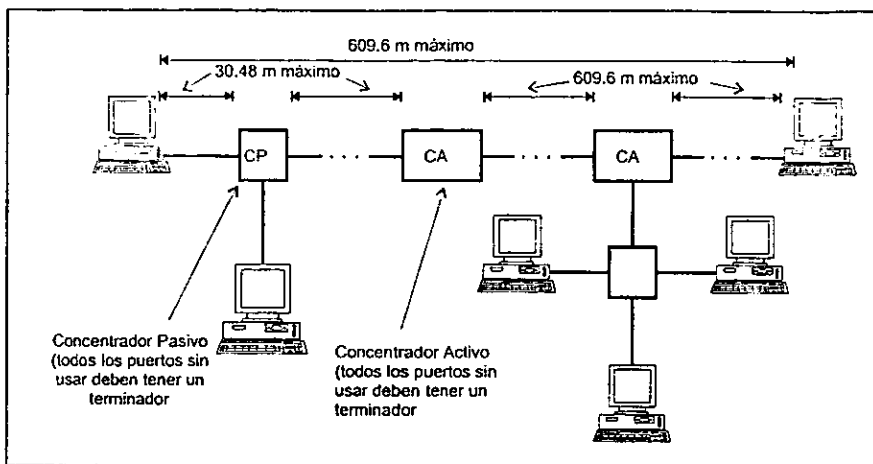 609.6 m máximo
30.48 m máximo
609.6 m máximo
CP
CA
CA
Concentrador Pasivo
(todos los puertos sin
usar deben tener un
terminador
Concentrador Activo
(todos los puertos sin
usar deben tener un
terminador